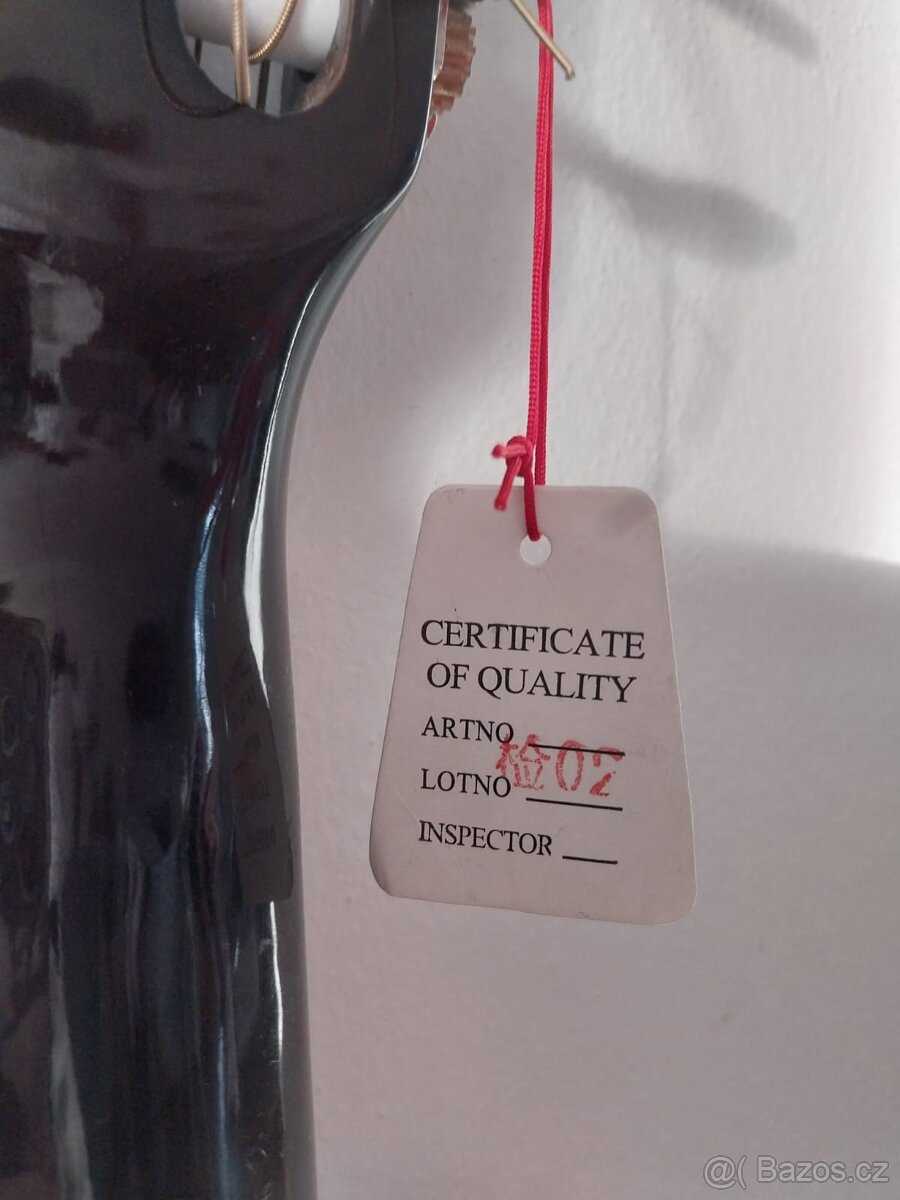 CERTIFICATE
OF QUALITY
ARTNO
检02
LOTNO
INSPECTOR
@( Bazos.cz